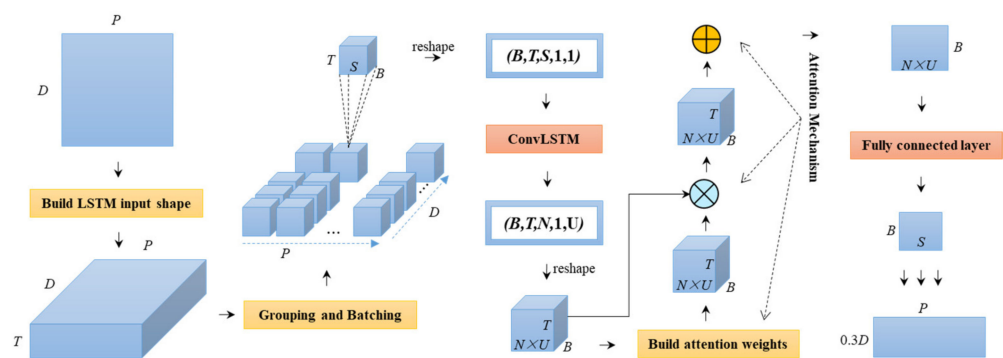 P
D
Build LSTM input shape
P
D
T
Grouping and Batching
T
S
B
reshape
...
...
...
D
P
(B,T,S,1,1)
ConvLSTM
(B,T,N,1,U)
reshape
T
N×U
B
Build attention weights
T
N×U
B
T
N×U
B
Attention Mechanism
N×U
B
Fully connected layer
B
S
P
0.3D